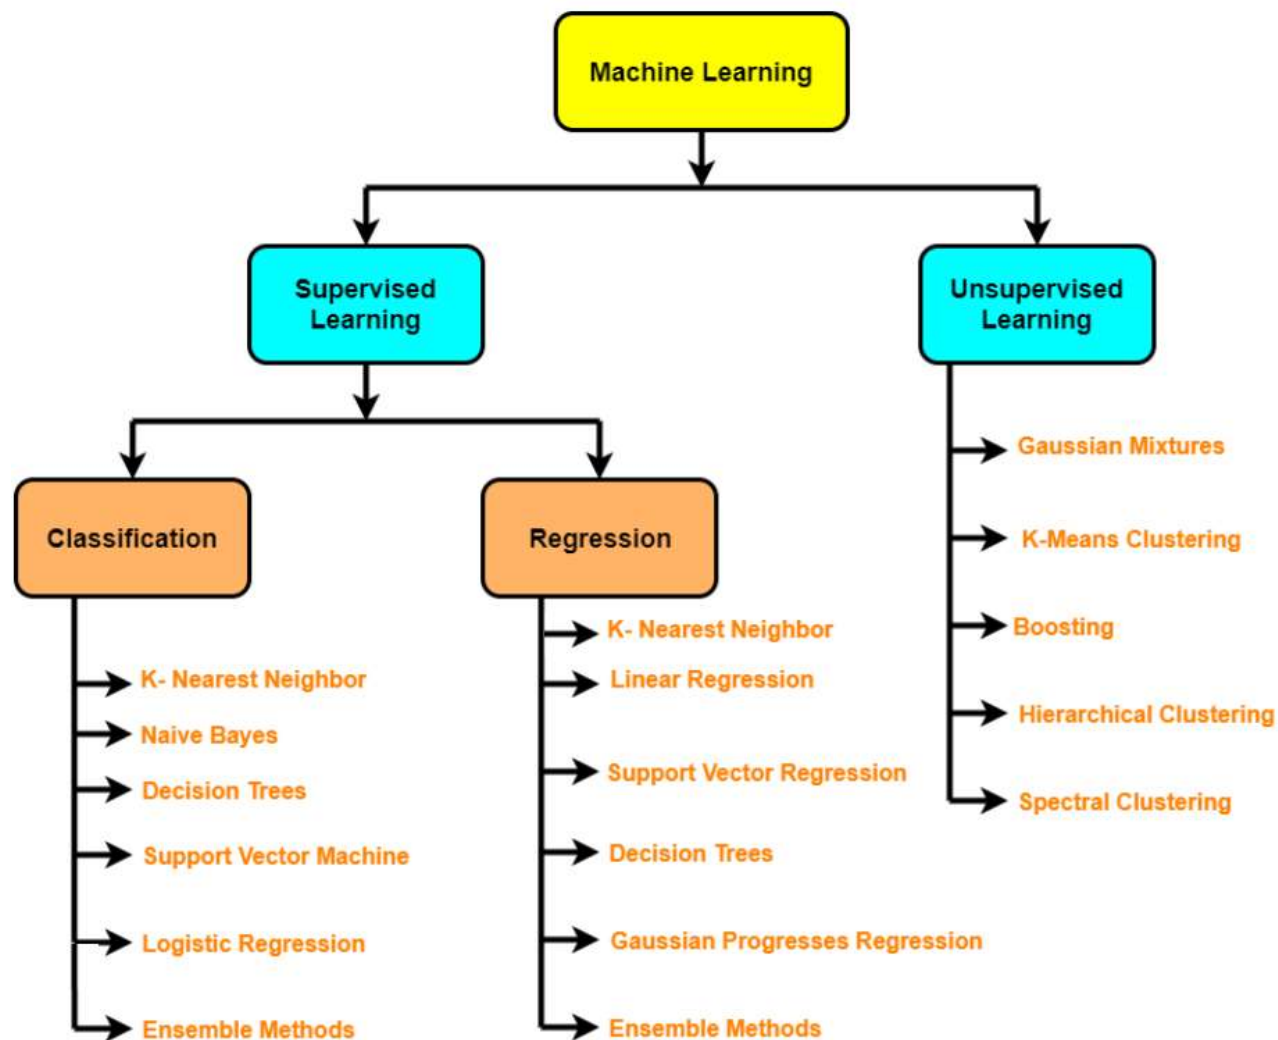 Machine Learning
Supervised
Learning
Unsupervised
Learning
Classification
Regression
K- Nearest Neighbor
Naive Bayes
Decision Trees
Support Vector Machine
Logistic Regression
Ensemble Methods
K- Nearest Neighbor
Linear Regression
Support Vector Regression
Decision Trees
Gaussian Progresses Regression
Ensemble Methods
Gaussian Mixtures
K-Means Clustering
Boosting
Hierarchical Clustering
Spectral Clustering